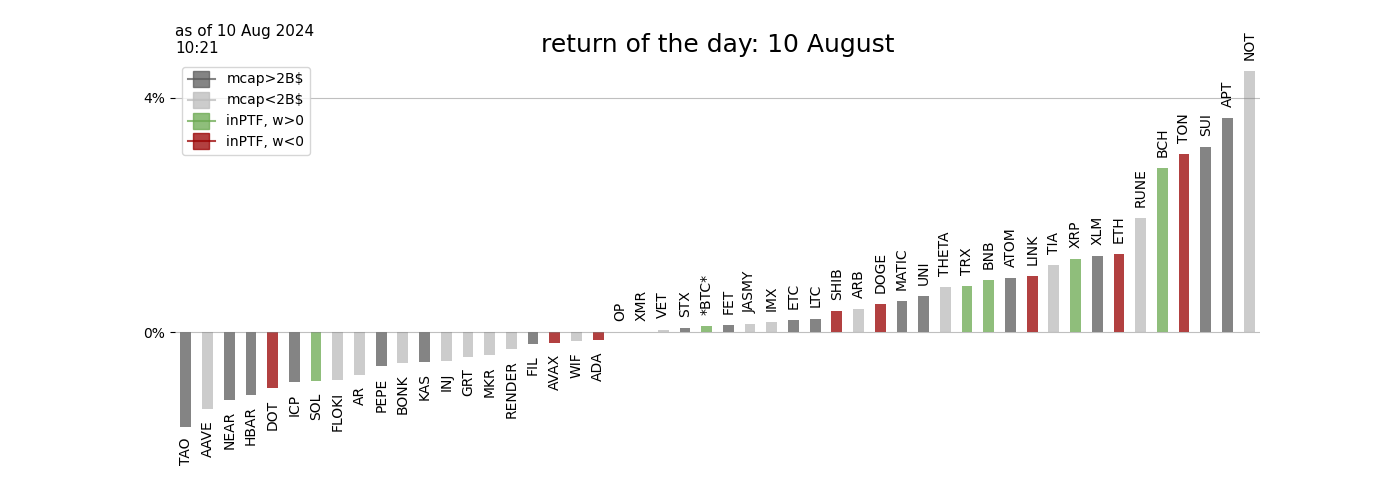 as of 10 Aug 2024
10:21
return of the day: 10 August
mcap>2B$
mcap<2B$
inPTF, w>0
inPTF, w<0
4%
0%
TAO
AAVE
NEAR
HBAR
DOT
ICP
SOL
FLOKI
AR
PEPE
BONK
KAS
INJ
GRT
MKR
RENDER
FIL
AVAX
WIF
ADA
OP
XMR
VET
STX
*BTC*
FET
JASMY
IMX
ETC
LTC
SHIB
ARB
DOGE
MATIC
UNI
THETA
TRX
BNB
ATOM
LINK
TIA
XRP
XLM
ETH
RUNE
BCH
TON
SUI
APT
NOT